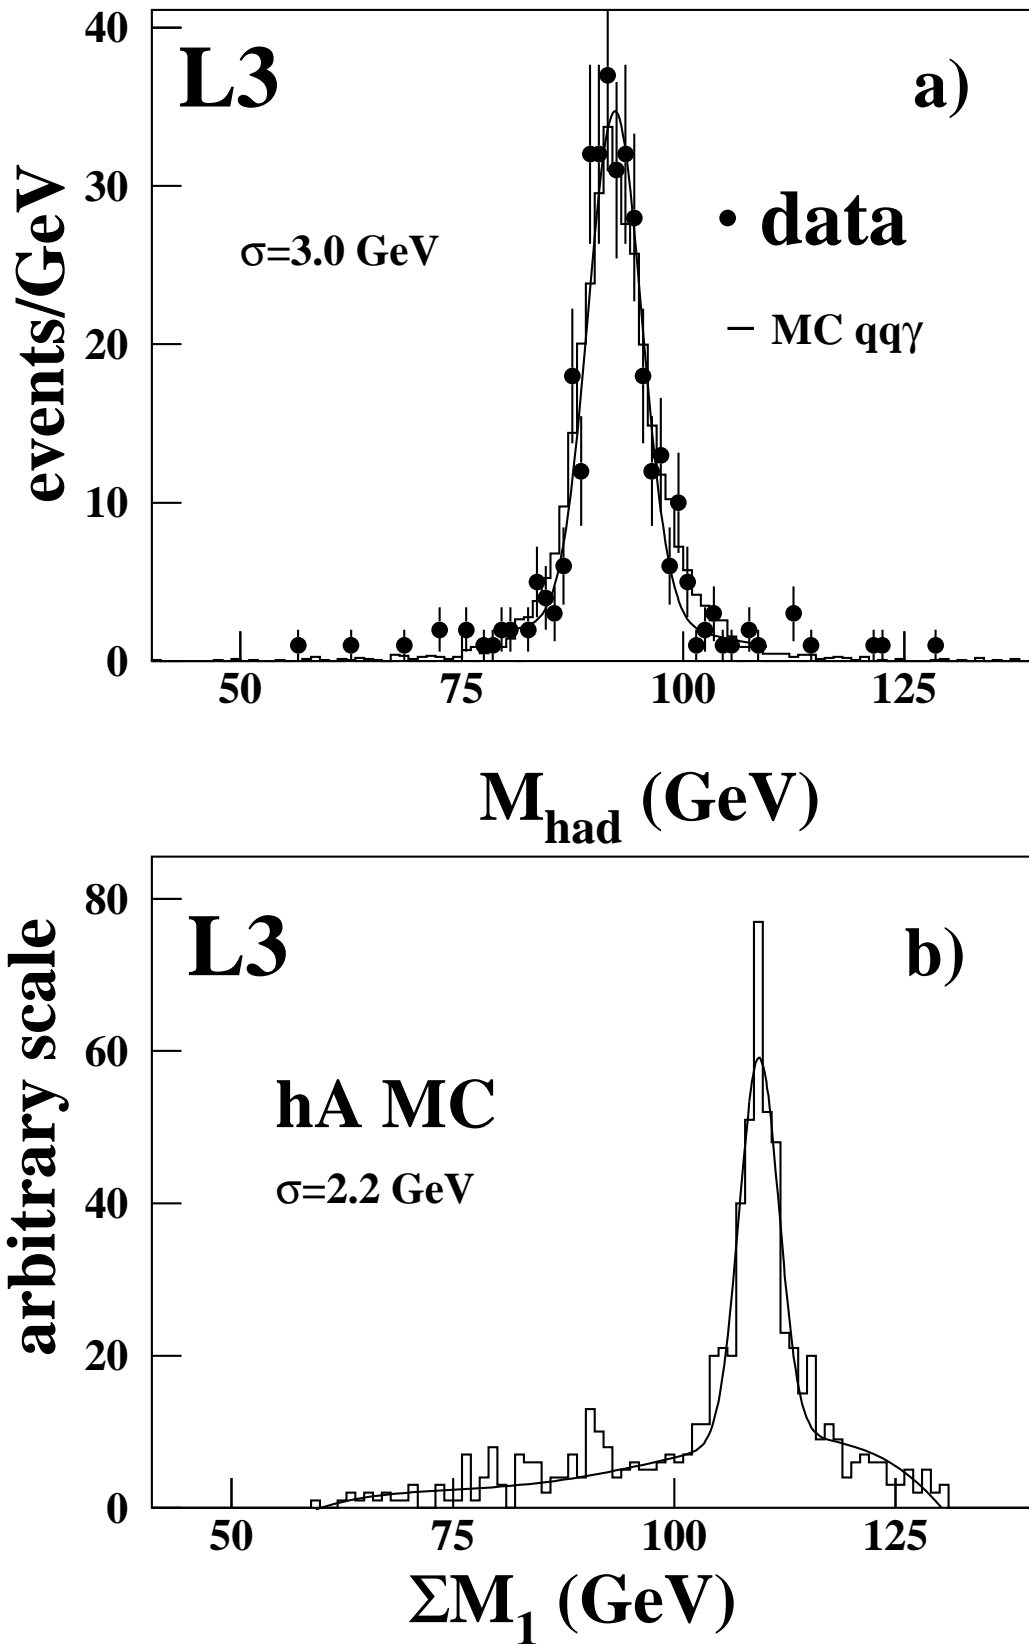 40
L3
a)
30
events/GeV
data
σ=3.0 GeV
20
MC qqγ
10
0
50 75 100 125
M_had (GeV)
80
L3
b)
arbitrary scale
60
hA MC
σ=2.2 GeV
40
20
0
50 75 100 125
ΣM_1 (GeV)